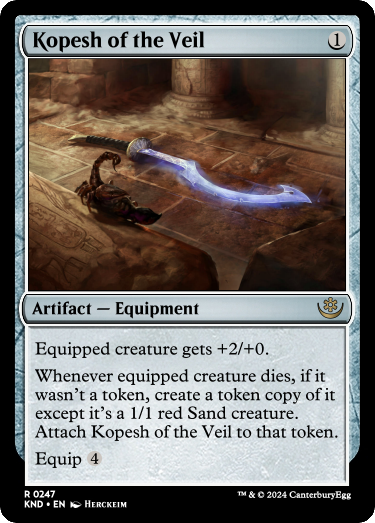 Kopesh of the Veil 1
Artifact — Equipment
Equipped creature gets +2/+0.
Whenever equipped creature dies, if it
wasn't a token, create a token copy of it
except it's a 1/1 red Sand creature.
Attach Kopesh of the Veil to that token.
Equip 4
R 0247
KND • EN Herckeim
™ & © 2024 CanterburyEgg